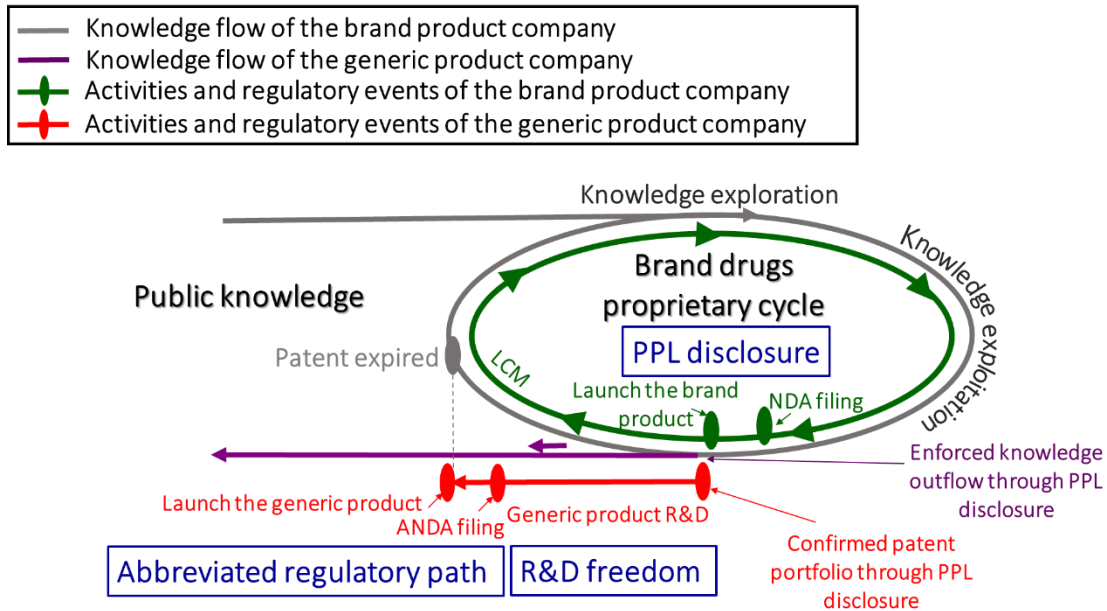 Knowledge flow of the brand product company
Knowledge flow of the generic product company
Activities and regulatory events of the brand product company
Activities and regulatory events of the generic product company
Knowledge exploration
Knowledge exploitation
Public knowledge
Brand drugs
proprietary cycle
PPL disclosure
Patent expired
LCM
Launch the brand
product
NDA filing
Enforced knowledge
outflow through PPL
disclosure
Launch the generic product
ANDA filing
Generic product R&D
Confirmed patent
portfolio through PPL
disclosure
Abbreviated regulatory path
R&D freedom